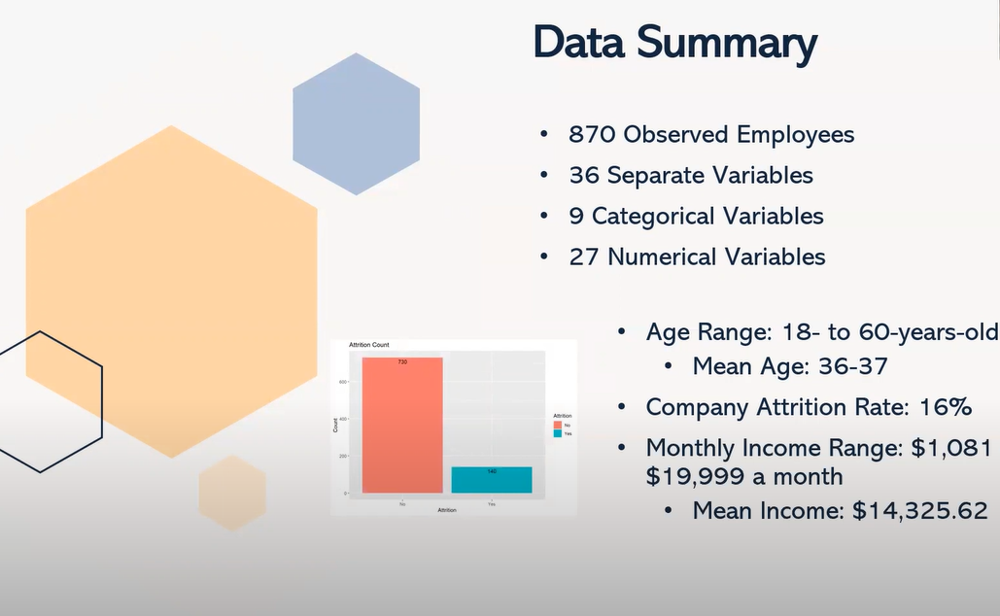 Data Summary
• 870 Observed Employees
• 36 Separate Variables
• 9 Categorical Variables
• 27 Numerical Variables
• Age Range: 18- to 60-years-old
• Mean Age: 36-37
• Company Attrition Rate: 16%
• Monthly Income Range: $1,081
$19,999 a month
• Mean Income: $14,325.62
Attrition Count
730
600
400
200
0
Count
140
No
Yes
Attrition
Attrition
No
Yes